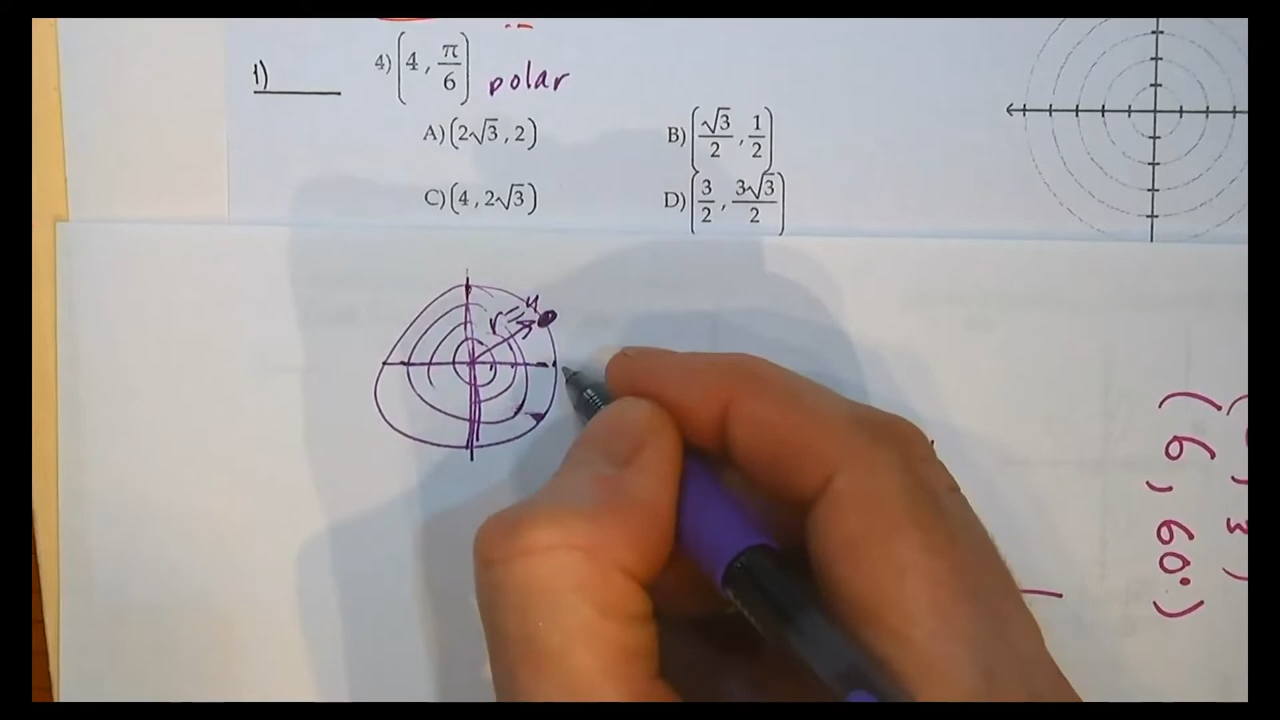 1) ______ 4) (4, π/6) polar
A) (2√3, 2) B) (√3/2, 1/2)
C) (4, 2√3) D) (3/2, 3√3/2)
r = 4
(6, 60°)